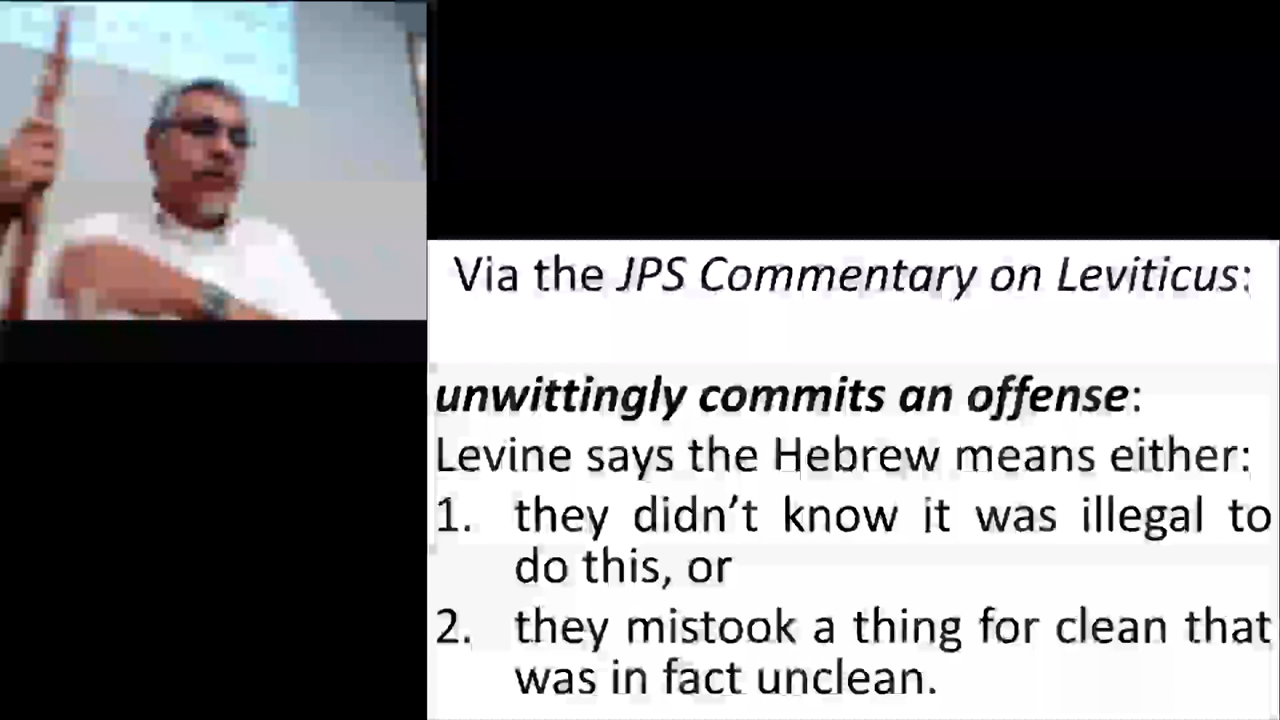 Via the JPS Commentary on Leviticus:
unwittingly commits an offense:
Levine says the Hebrew means either:
1. they didn’t know it was illegal to
do this, or
2. they mistook a thing for clean that
was in fact unclean.